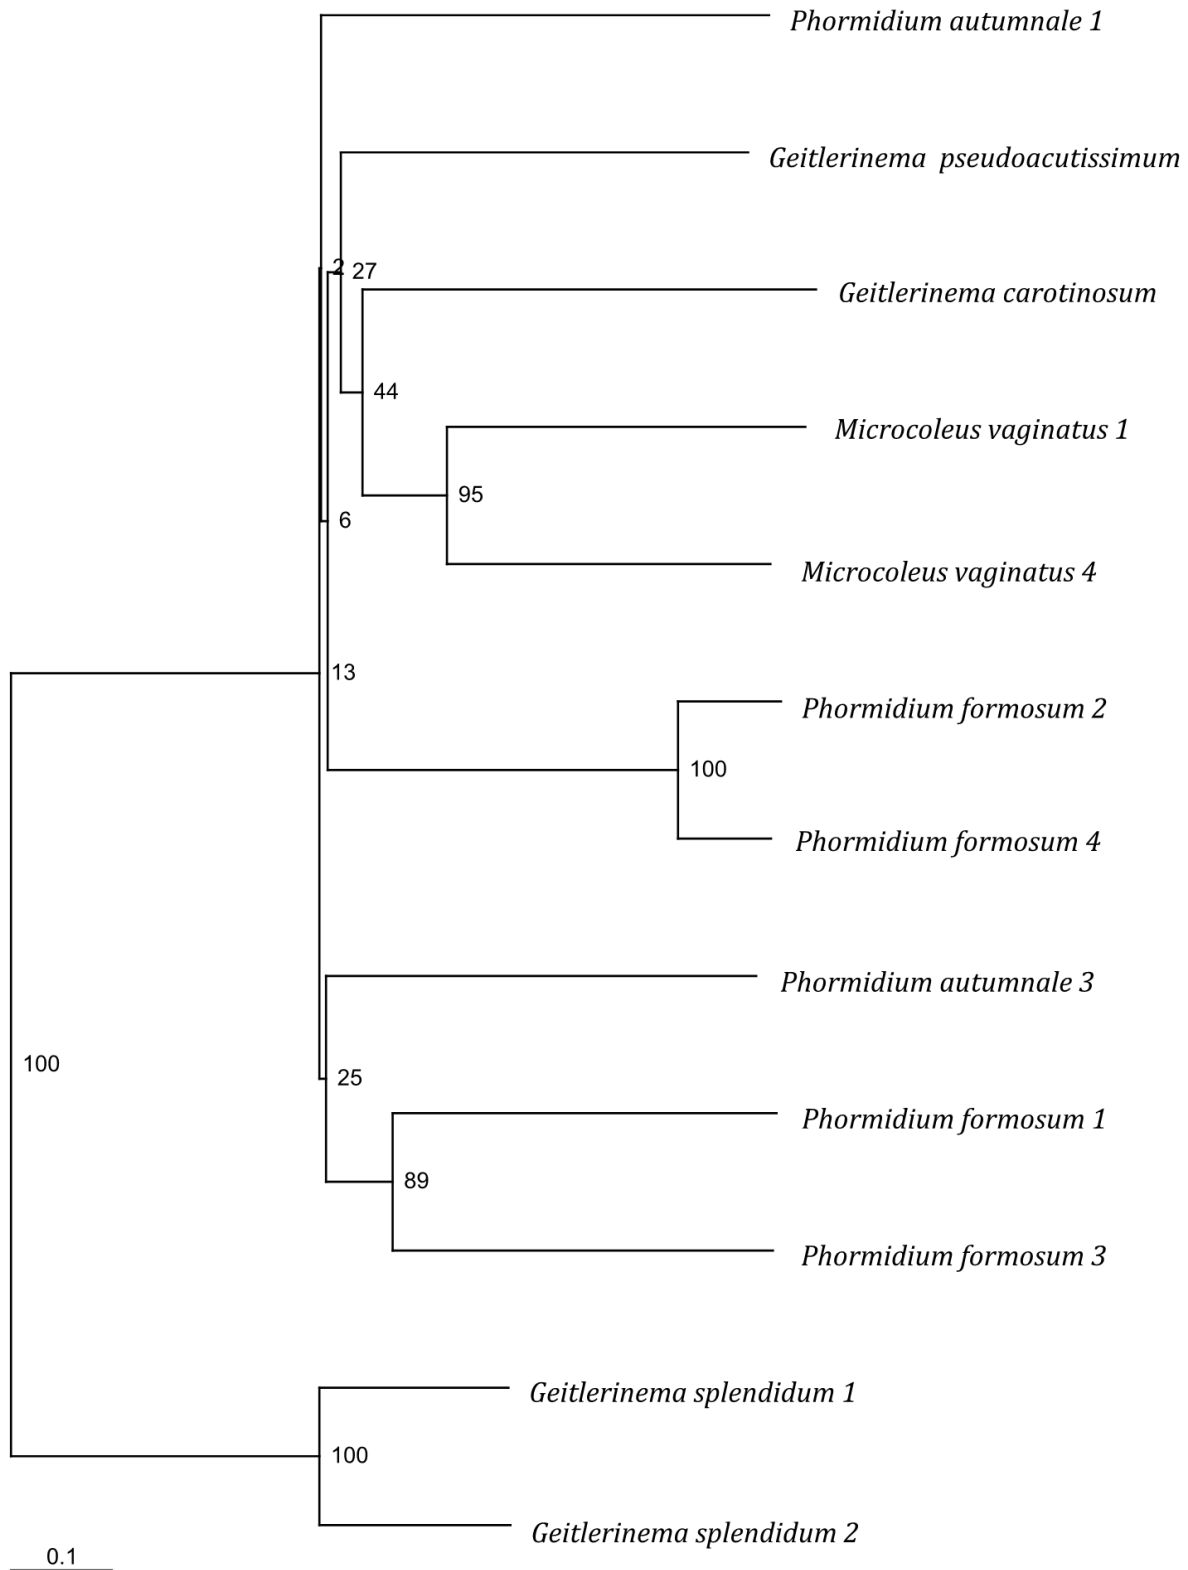 Phormidium autumnale 1
Geitlerinema pseudoacutissimum
2 27
Geitlerinema carotinosum
44
Microcoleus vaginatus 1
95
6
Microcoleus vaginatus 4
13
Phormidium formosum 2
100
Phormidium formosum 4
Phormidium autumnale 3
100
25
Phormidium formosum 1
89
Phormidium formosum 3
Geitlerinema splendidum 1
100
Geitlerinema splendidum 2
0.1